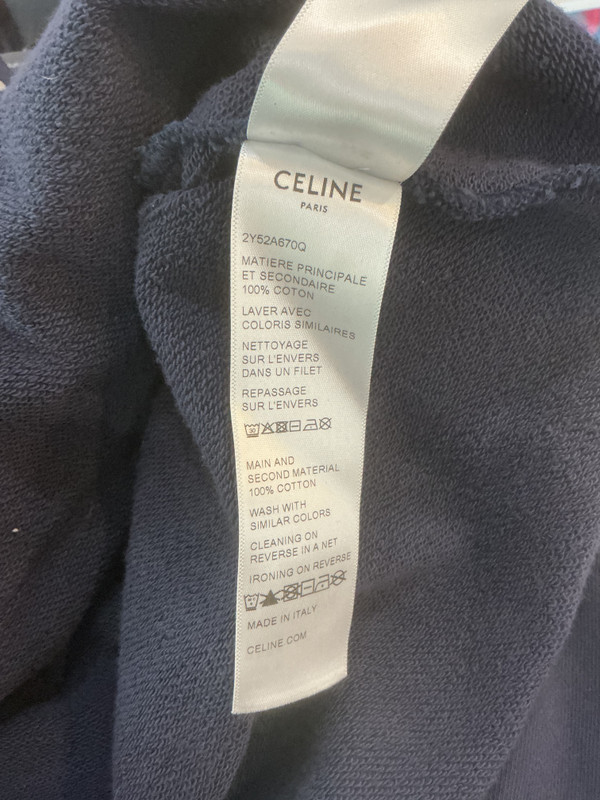 CELINE
PARIS
2Y52A670Q
MATIERE PRINCIPALE
ET SECONDAIRE
100% COTON
LAVER AVEC
COLORIS SIMILAIRES
NETTOYAGE
SUR L'ENVERS
DANS UN FILET
REPASSAGE
SUR L'ENVERS
MAIN AND
SECOND MATERIAL
100% COTTON
WASH WITH
SIMILAR COLORS
CLEANING ON
REVERSE IN A NET
IRONING ON REVERSE
MADE IN ITALY
CELINE.COM